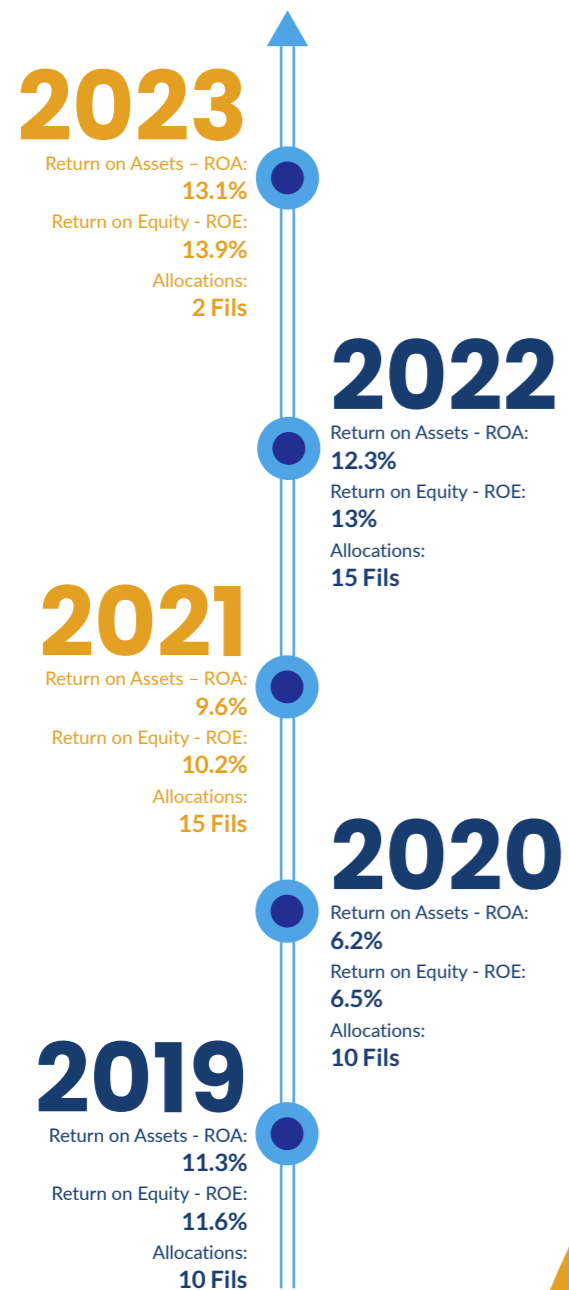 2023
Return on Assets – ROA:
13.1%
Return on Equity - ROE:
13.9%
Allocations:
2 Fils
2022
Return on Assets - ROA:
12.3%
Return on Equity - ROE:
13%
Allocations:
15 Fils
2021
Return on Assets – ROA:
9.6%
Return on Equity - ROE:
10.2%
Allocations:
15 Fils
2020
Return on Assets - ROA:
6.2%
Return on Equity - ROE:
6.5%
Allocations:
10 Fils
2019
Return on Assets - ROA:
11.3%
Return on Equity - ROE:
11.6%
Allocations:
10 Fils